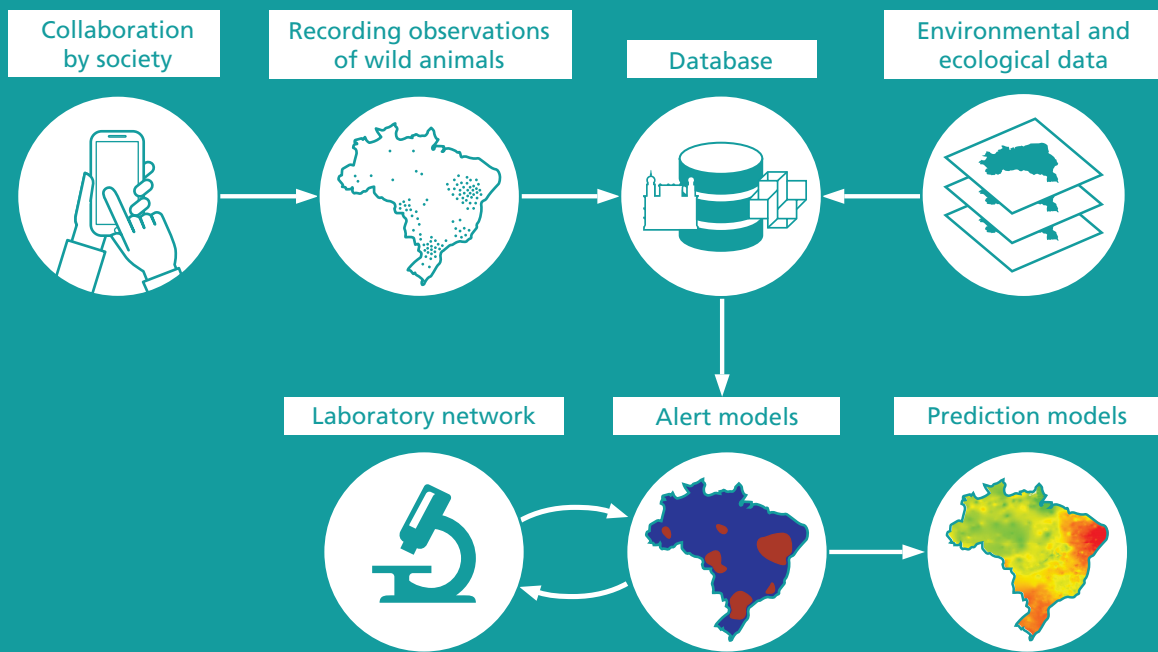 Collaboration
by society
Recording observations
of wild animals
Database
Environmental and
ecological data
Laboratory network
Alert models
Prediction models